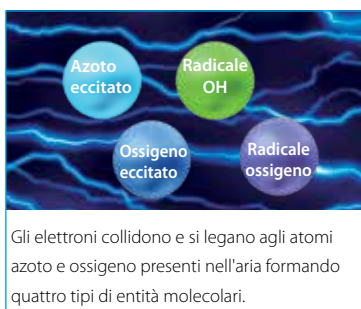 Azoto
eccitato
Radicale
OH
Ossigeno
eccitato
Radicale
ossigeno
Gli elettroni collidono e si legano agli atomi
azoto e ossigeno presenti nell'aria formando
quattro tipi di entità molecolari.